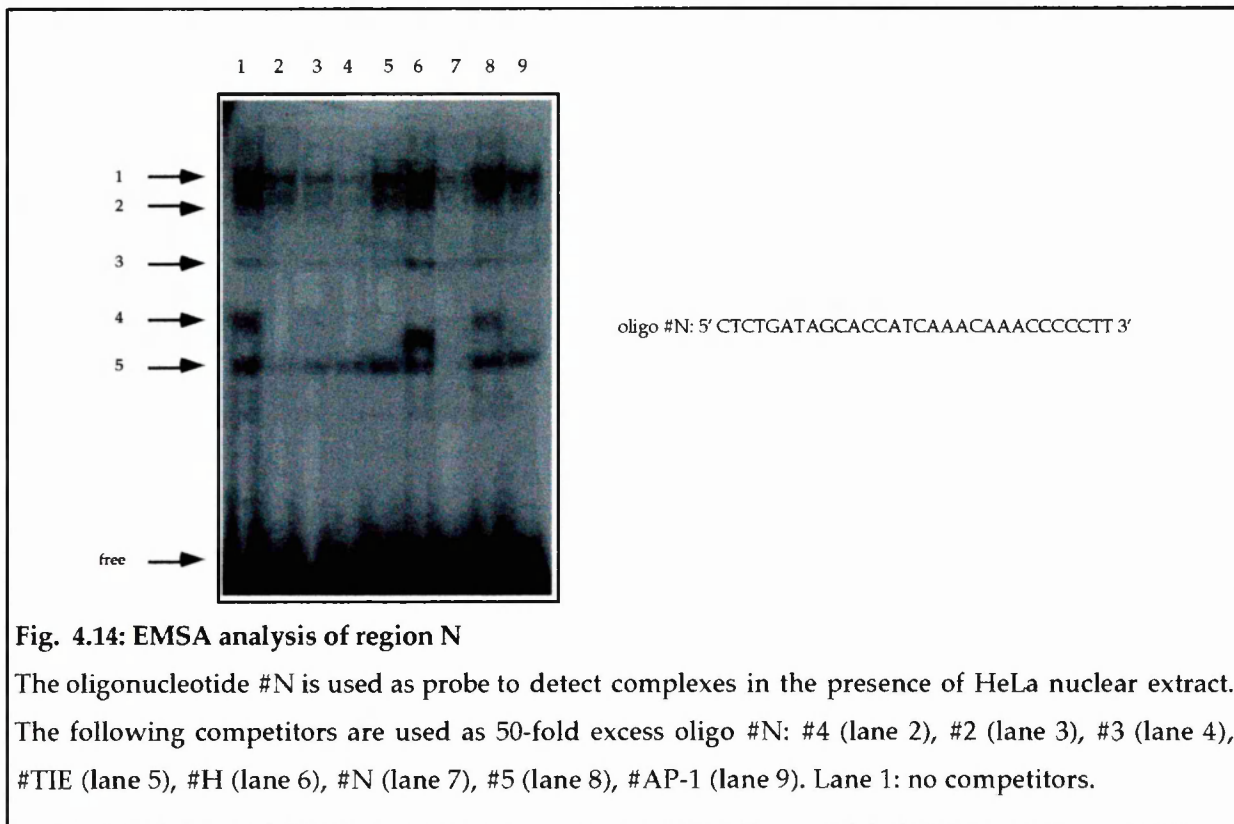 1 2 3 4 5 6 7 8 9
1
2
3
4
5
free
oligo #N: 5' CTCTGATAGCACCATCAAACAAACCCCCTT 3'
Fig. 4.14: EMSA analysis of region N
The oligonucleotide #N is used as probe to detect complexes in the presence of HeLa nuclear extract.
The following competitors are used as 50-fold excess oligo #N: #4 (lane 2), #2 (lane 3), #3 (lane 4),
#TIE (lane 5), #H (lane 6), #N (lane 7), #5 (lane 8), #AP-1 (lane 9). Lane 1: no competitors.